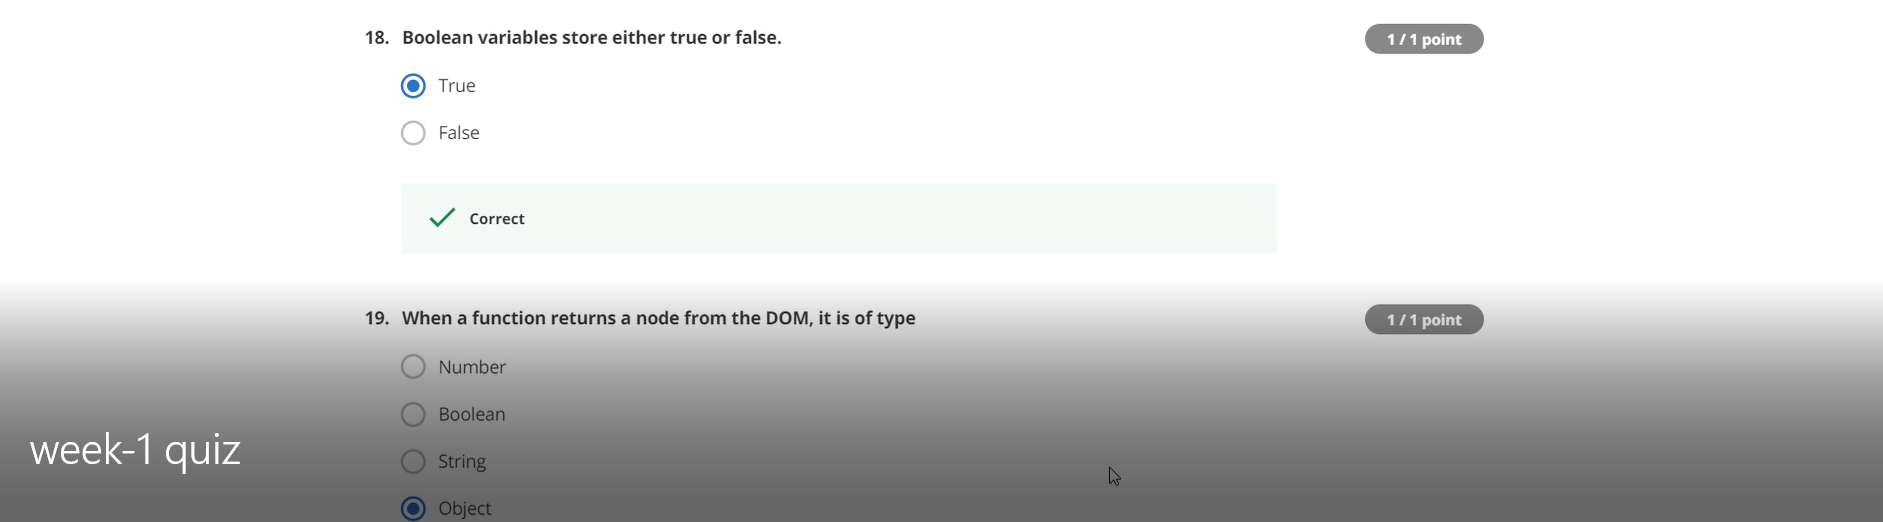 18. Boolean variables store either true or false.
1 / 1 point
True
False
Correct
19. When a function returns a node from the DOM, it is of type
1 / 1 point
Number
Boolean
String
Object
week-1 quiz